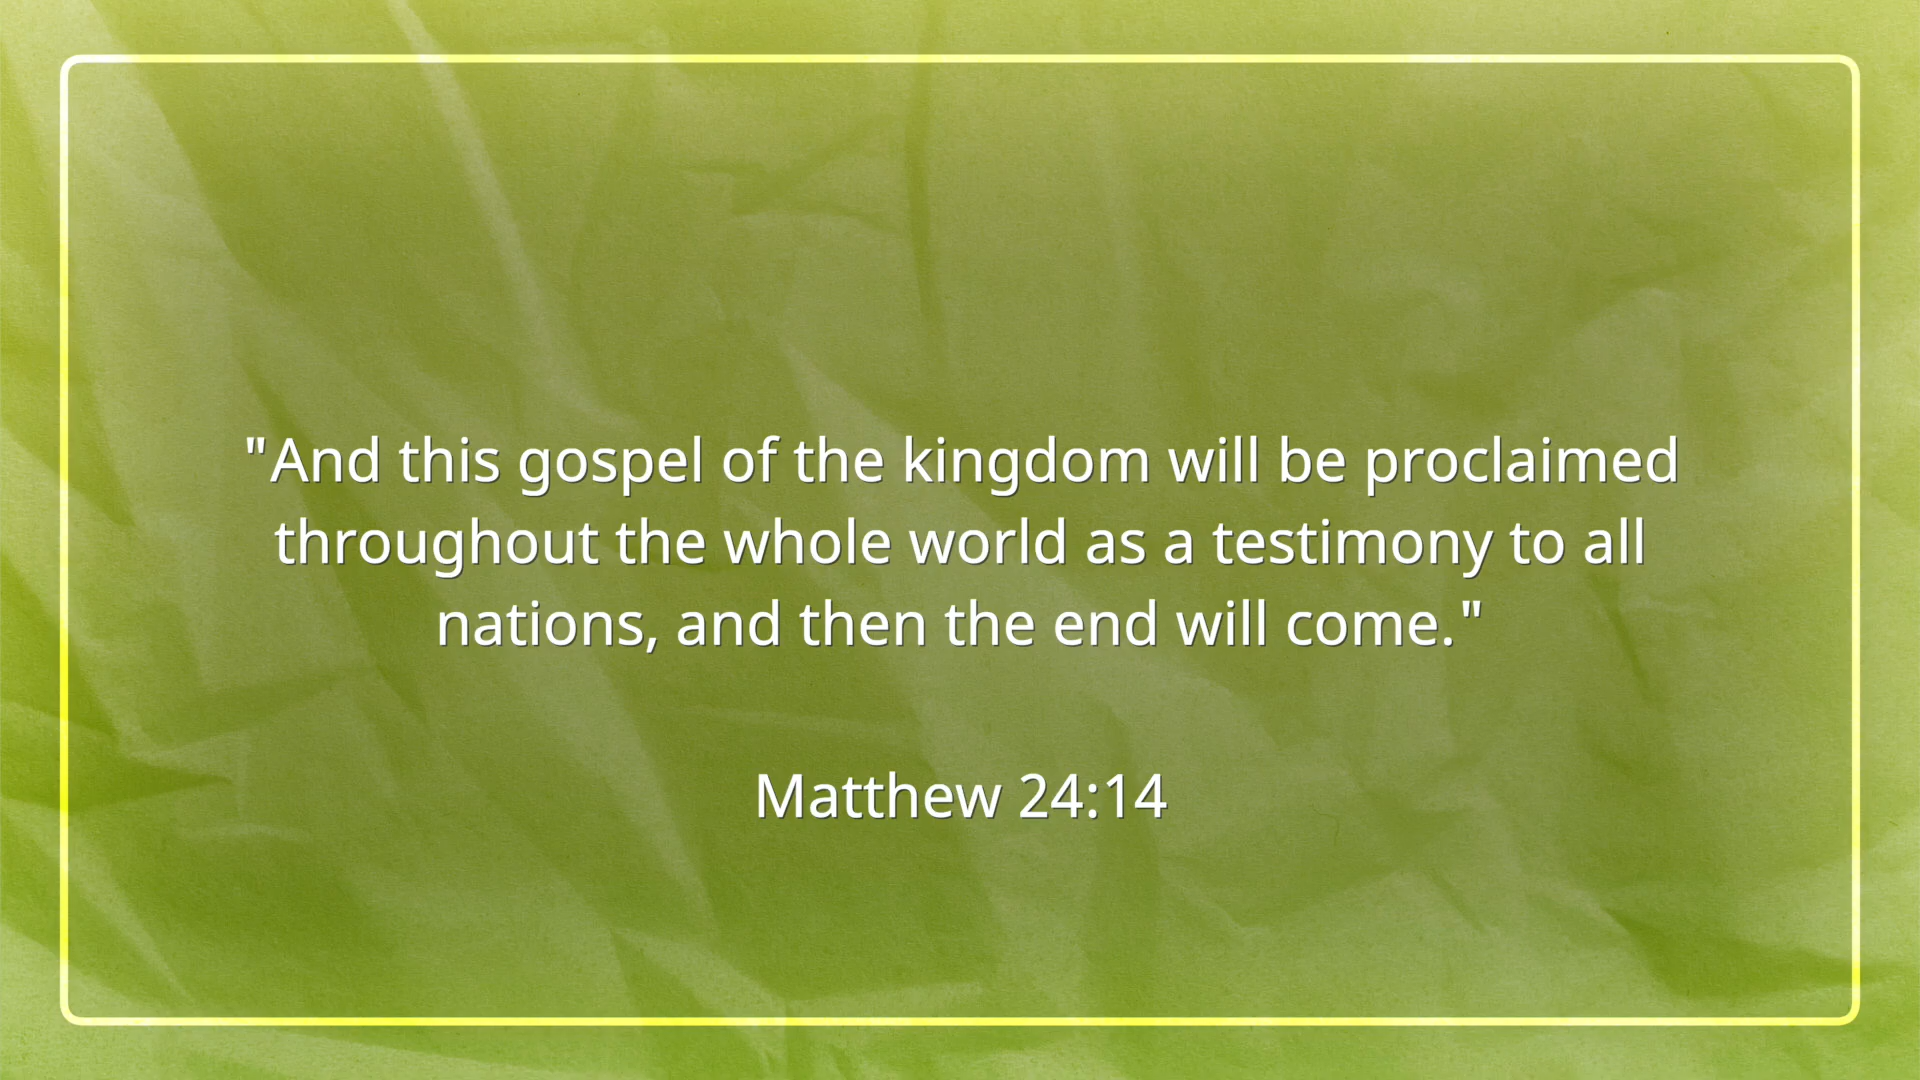 "And this gospel of the kingdom will be proclaimed
throughout the whole world as a testimony to all
nations, and then the end will come."
Matthew 24:14